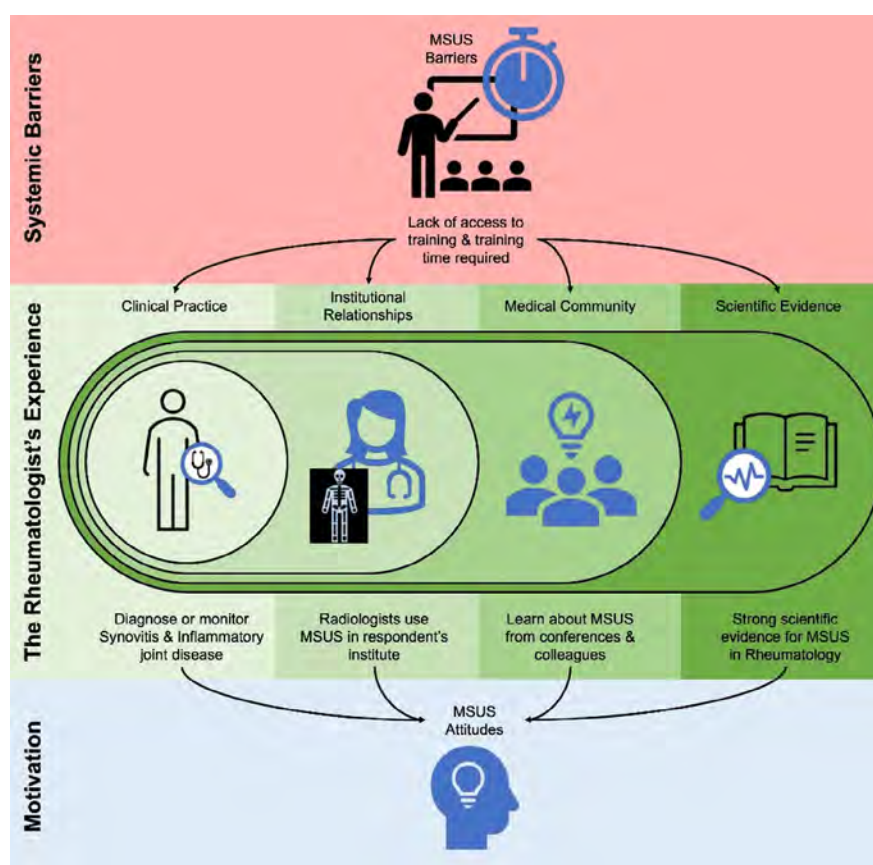 Systemic Barriers
MSUS
Barriers
Lack of access to
training & training
time required
The Rheumatologist's Experience
Clinical Practice
Institutional
Relationships
Medical Community
Scientific Evidence
Diagnose or monitor
Synovitis & Inflammatory
joint disease
Radiologists use
MSUS in respondent's
institute
Learn about MSUS
from conferences &
colleagues
Strong scientific
evidence for MSUS
in Rheumatology
Motivation
MSUS
Attitudes